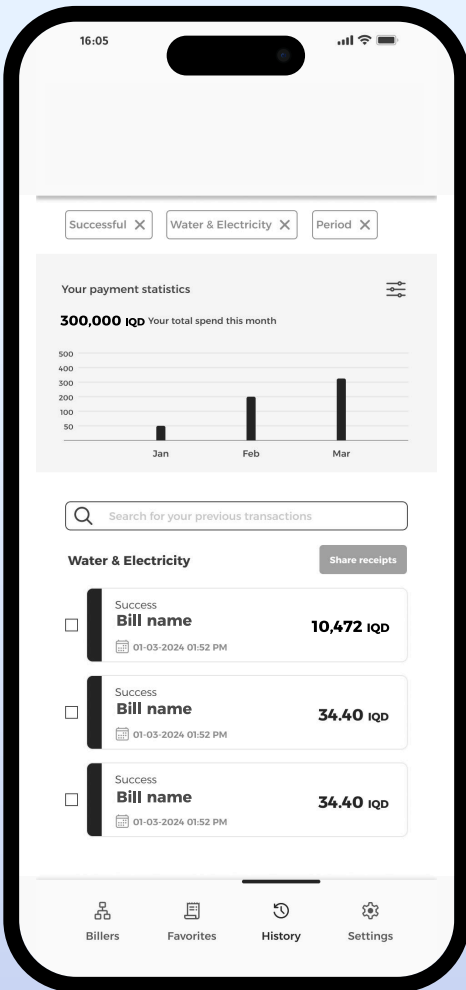 16:05
Successful
Water & Electricity
Period
Your payment statistics
300,000 IQD Your total spend this month
500
400
300
200
100
50
Jan Feb Mar
Search for your previous transactions
Water & Electricity
Share receipts
Success
Bill name
10,472 IQD
01-03-2024 01:52 PM
Success
Bill name
34.40 IQD
01-03-2024 01:52 PM
Success
Bill name
34.40 IQD
01-03-2024 01:52 PM
Billers Favorites History Settings